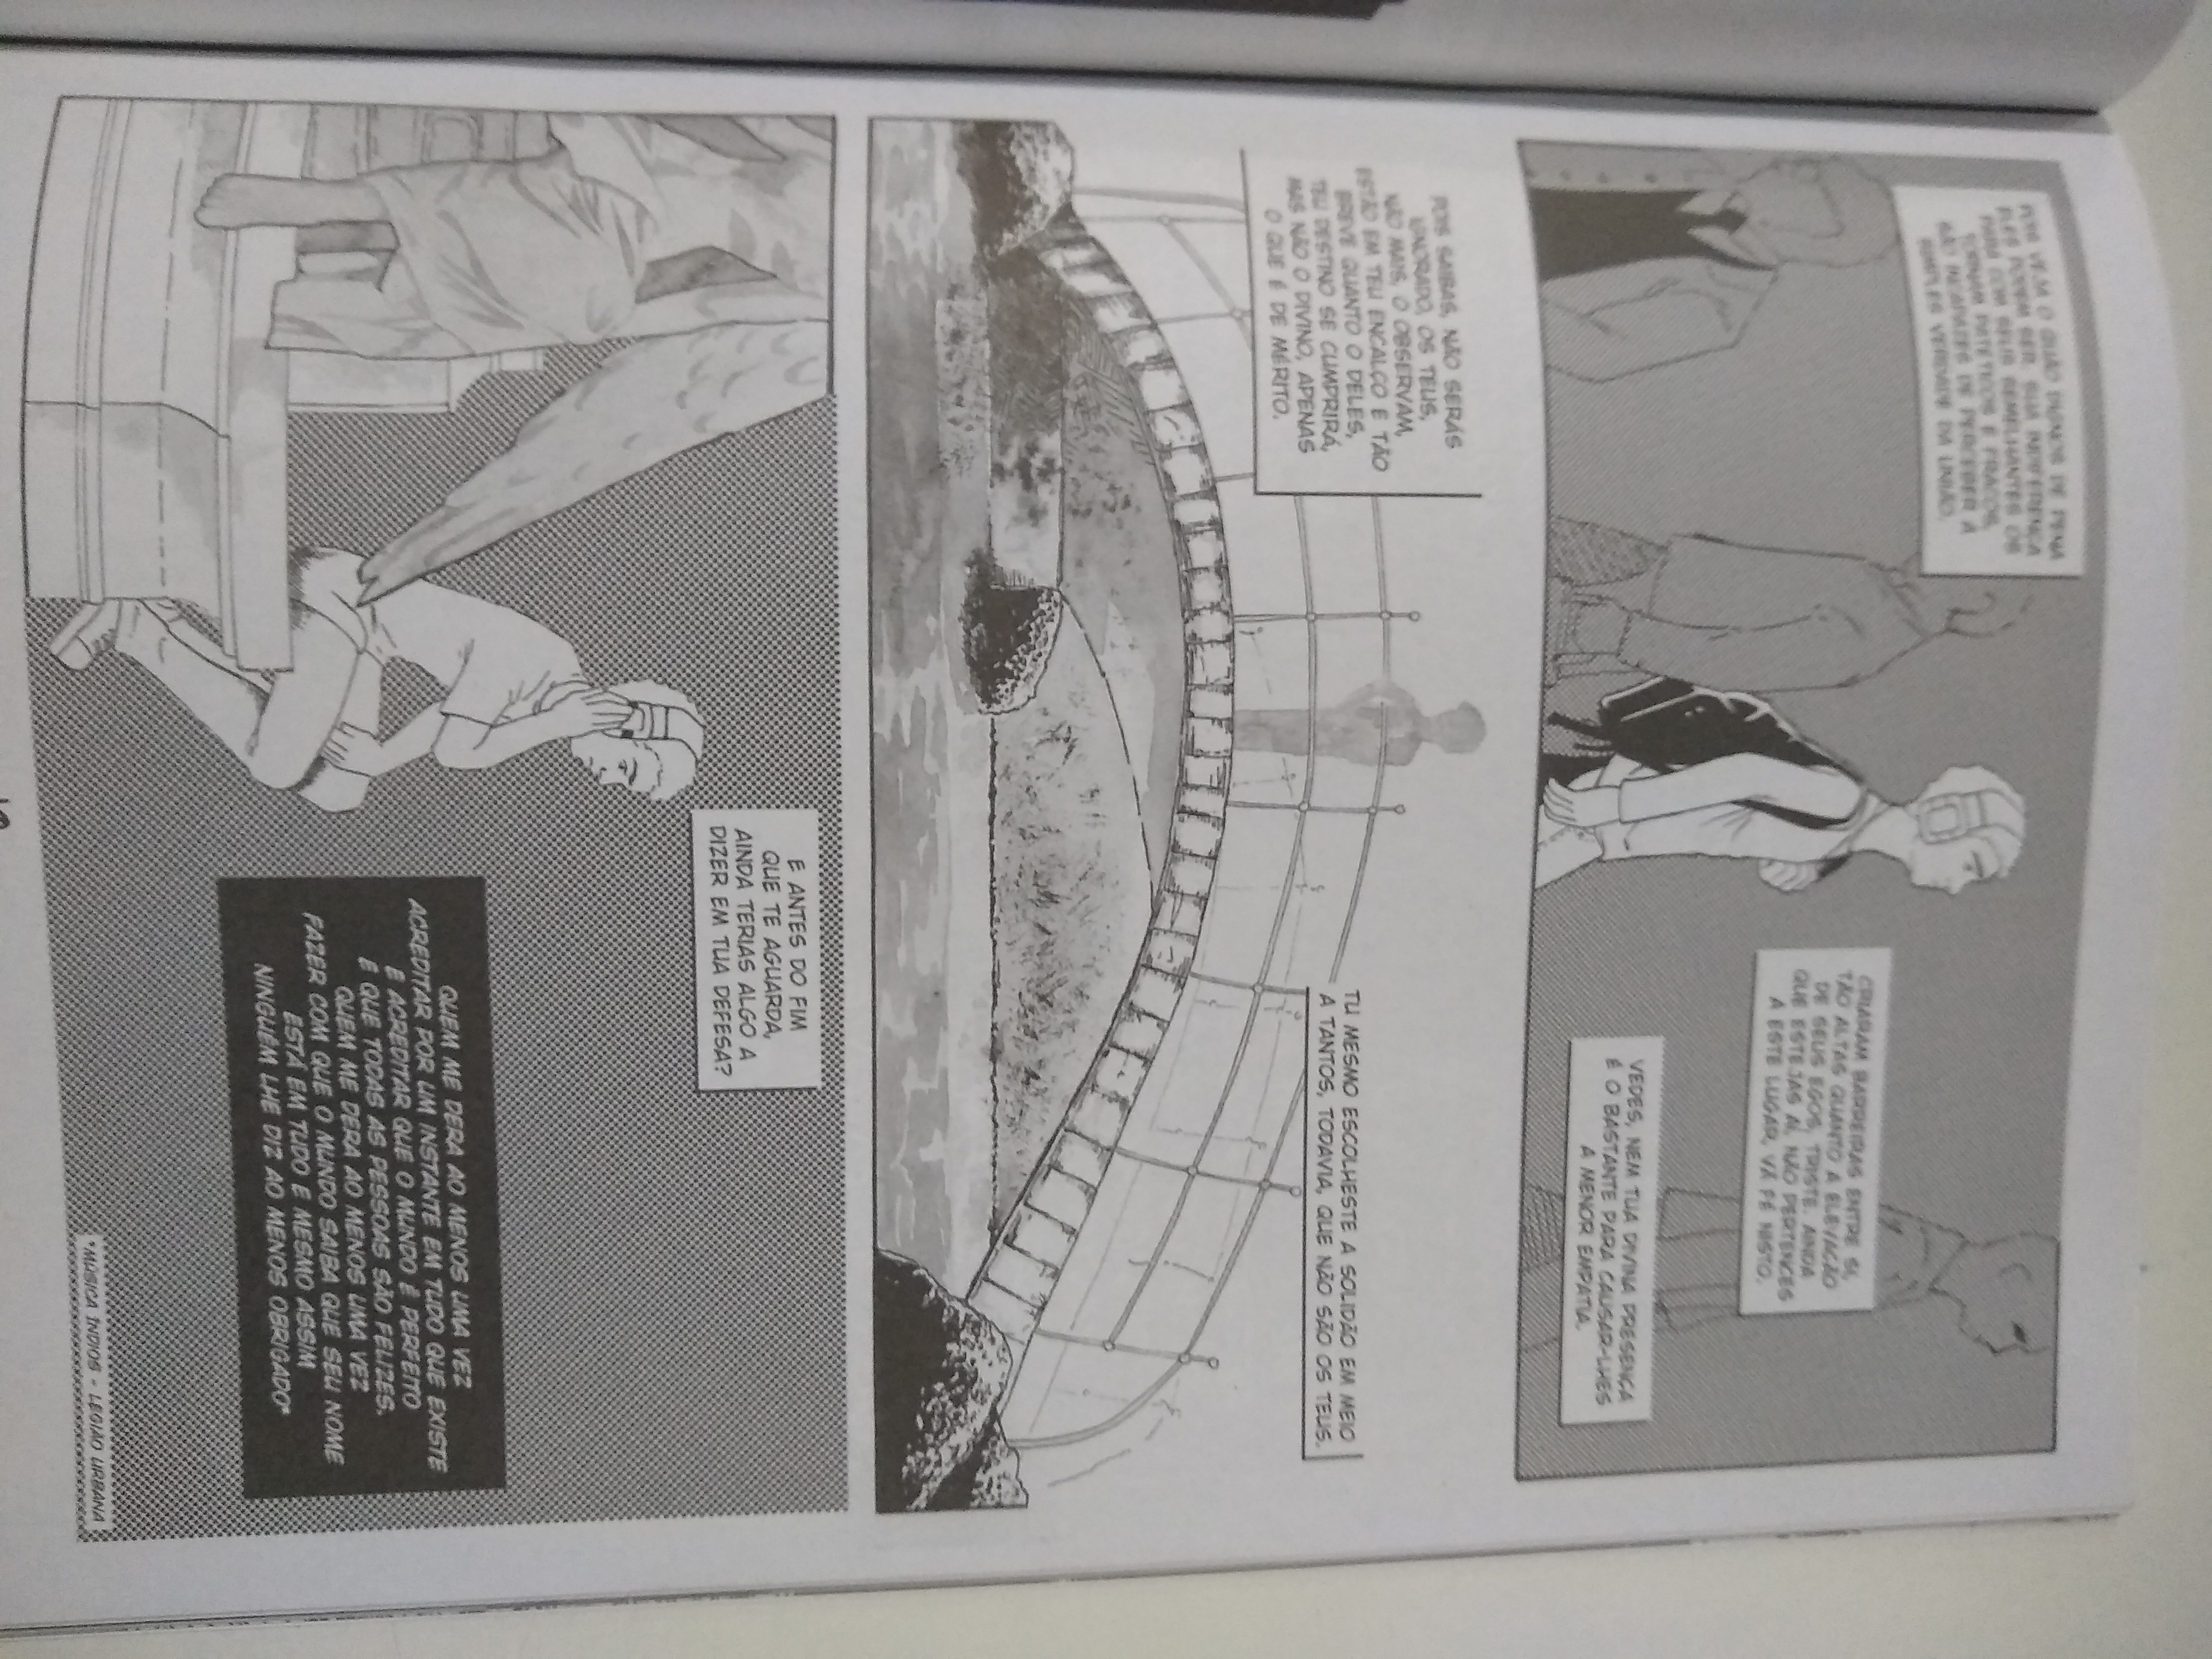 POIS VEJA O QUÃO DIGNOS DE PENA
ELES PODEM SER. SUA INDIFERENÇA
PARA COM SEUS SEMELHANTES OS
TORNAM PATÉTICOS E FRACOS,
SÃO INCAPAZES DE PERCEBER A
SIMPLES VERDADE DA UNIÃO.
CRIARAM BARREIRAS ENTRE SI,
TÃO ALTAS QUANTO A ELEVAÇÃO
DE SEUS EGOS, TRISTE. AINDA
QUE ESTEJAS AÍ, NÃO PERTENCES
A ESTE LUGAR, VÁ FÉ NISTO.
VEDES, NEM TUA DIVINA PRESENÇA
É O BASTANTE PARA CAUSAR-LHES
A MENOR EMPATIA.
POIS SAIBAS, NÃO SERÁS
IGNORADO, OS TEUS,
NÃO MAIS, O OBSERVAM,
ESTÃO EM TEU ENCALÇO E TÃO
BREVE QUANTO O DELES,
TEU DESTINO SE CUMPRIRÁ,
MAS NÃO O DIVINO, APENAS
O QUE É DE MÉRITO.
TU MESMO ESCOLHESTE A SOLIDÃO EM MEIO
A TANTOS, TODAVIA, QUE NÃO SÃO OS TEUS.
E ANTES DO FIM
QUE TE AGUARDA,
AINDA TERIAS ALGO A
DIZER EM TUA DEFESA?
QUEM ME DERA AO MENOS UMA VEZ
ACREDITAR POR UM INSTANTE EM TUDO QUE EXISTE
E ACREDITAR QUE O MUNDO É PERFEITO
E QUE TODAS AS PESSOAS SÃO FELIZES.
QUEM ME DERA AO MENOS UMA VEZ
FAZER COM QUE O MUNDO SAIBA QUE SEU NOME
ESTÁ EM TUDO E MESMO ASSIM
NINGUÉM LHE DIZ AO MENOS OBRIGADO*
*MÚSICA ÍNDIOS - LEGIÃO URBANA